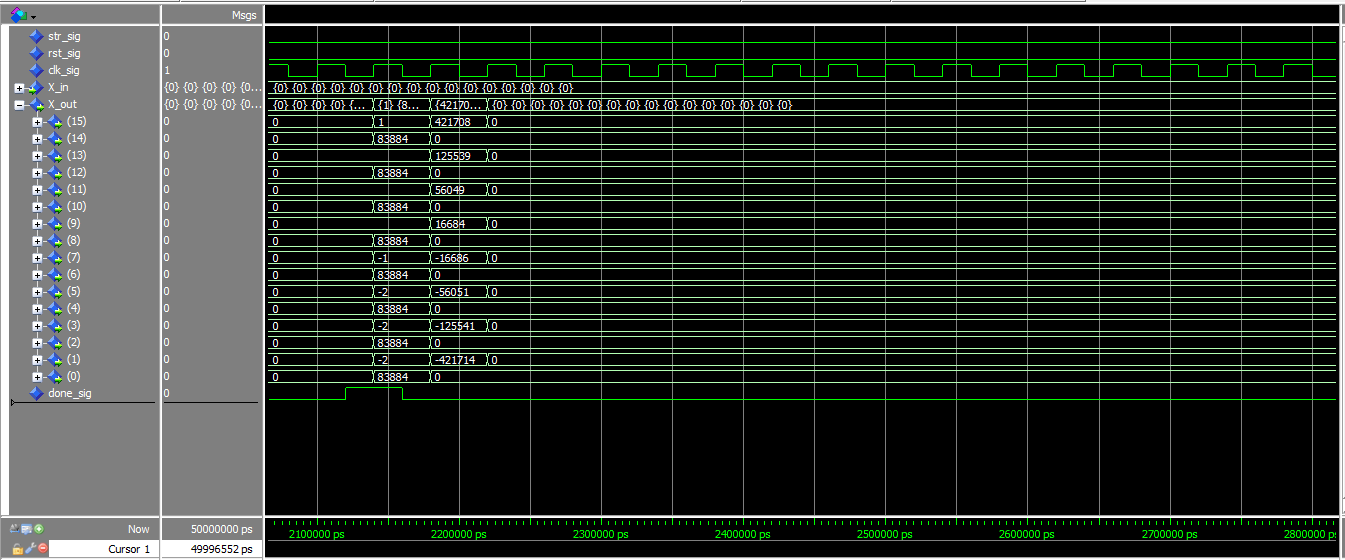 Msgs
str_sig 0
rst_sig 0
clk_sig 1
X_in {0} {0} {0} {0} {0... {0} {0} {0} {0} {0} {0} {0} {0} {0} {0} {0} {0} {0} {0} {0} {0}
X_out {0} {0} {0} {0} {0... {0} {0} {0} {0} {... {1} {8... {42170... {0} {0} {0} {0} {0} {0} {0} {0} {0} {0} {0} {0} {0} {0} {0} {0}
(15) 0 0 1 421708 0
(14) 0 0 83884 0
(13) 0 0 125539 0
(12) 0 0 83884 0
(11) 0 0 56049 0
(10) 0 0 83884 0
(9) 0 0 16684 0
(8) 0 0 83884 0
(7) 0 0 -1 -16686 0
(6) 0 0 83884 0
(5) 0 0 -2 -56051 0
(4) 0 0 83884 0
(3) 0 0 -2 -125541 0
(2) 0 0 83884 0
(1) 0 0 -2 -421714 0
(0) 0 0 83884 0
done_sig 0
Now 50000000 ps 2100000 ps 2200000 ps 2300000 ps 2400000 ps 2500000 ps 2600000 ps 2700000 ps 2800000 ps
Cursor 1 49996552 ps